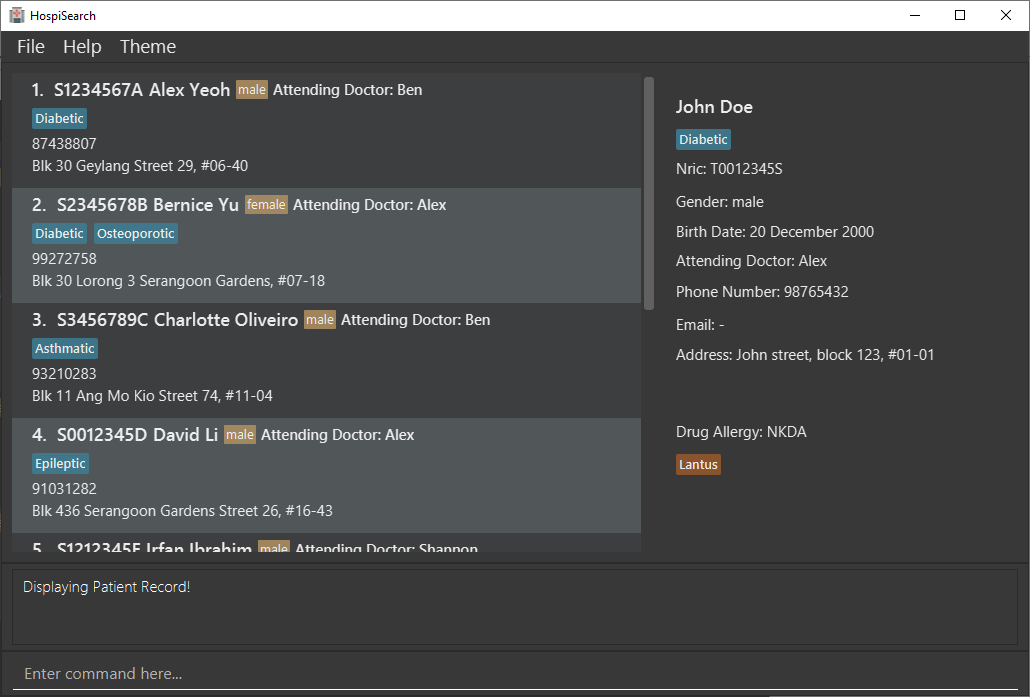 HospiSearch
File Help Theme
1. S1234567A Alex Yeoh male Attending Doctor: Ben
Diabetic
87438807
Blk 30 Geylang Street 29, #06-40
2. S2345678B Bernice Yu female Attending Doctor: Alex
Diabetic Osteoporotic
99272758
Blk 30 Lorong 3 Serangoon Gardens, #07-18
3. S3456789C Charlotte Oliveiro male Attending Doctor: Ben
Asthmatic
93210283
Blk 11 Ang Mo Kio Street 74, #11-04
4. S0012345D David Li male Attending Doctor: Alex
Epileptic
91031282
Blk 436 Serangoon Gardens Street 26, #16-43
5. S1212345F Irfan Ibrahim male Attending Doctor: Shannon
John Doe
Diabetic
Nric: T0012345S
Gender: male
Birth Date: 20 December 2000
Attending Doctor: Alex
Phone Number: 98765432
Email: -
Address: John street, block 123, #01-01
Drug Allergy: NKDA
Lantus
Displaying Patient Record!
Enter command here...